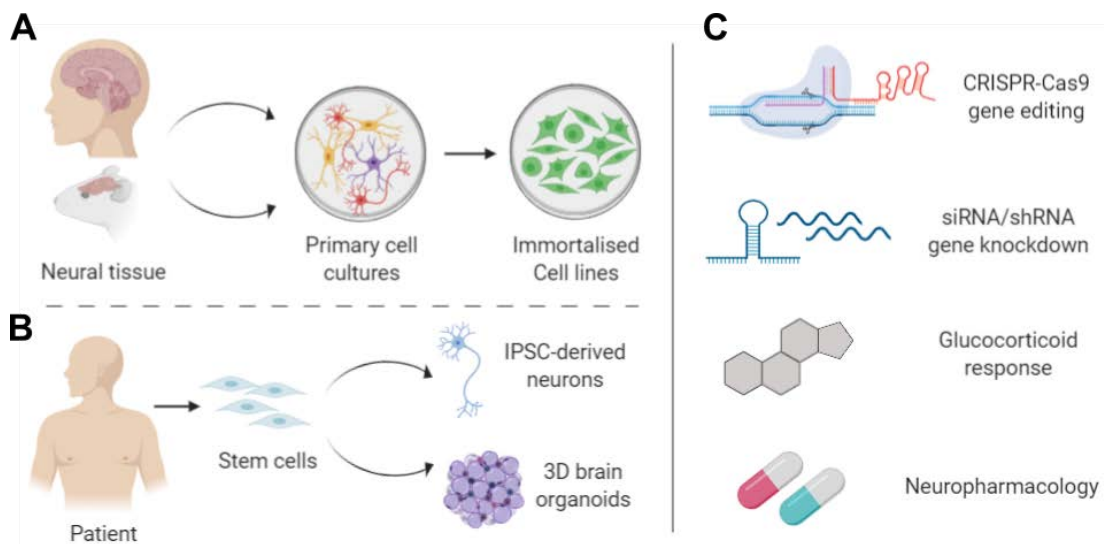 A
Neural tissue
Primary cell
cultures
Immortalised
Cell lines
B
Patient
Stem cells
IPSC-derived
neurons
3D brain
organoids
C
CRISPR-Cas9
gene editing
siRNA/shRNA
gene knockdown
Glucocorticoid
response
Neuropharmacology